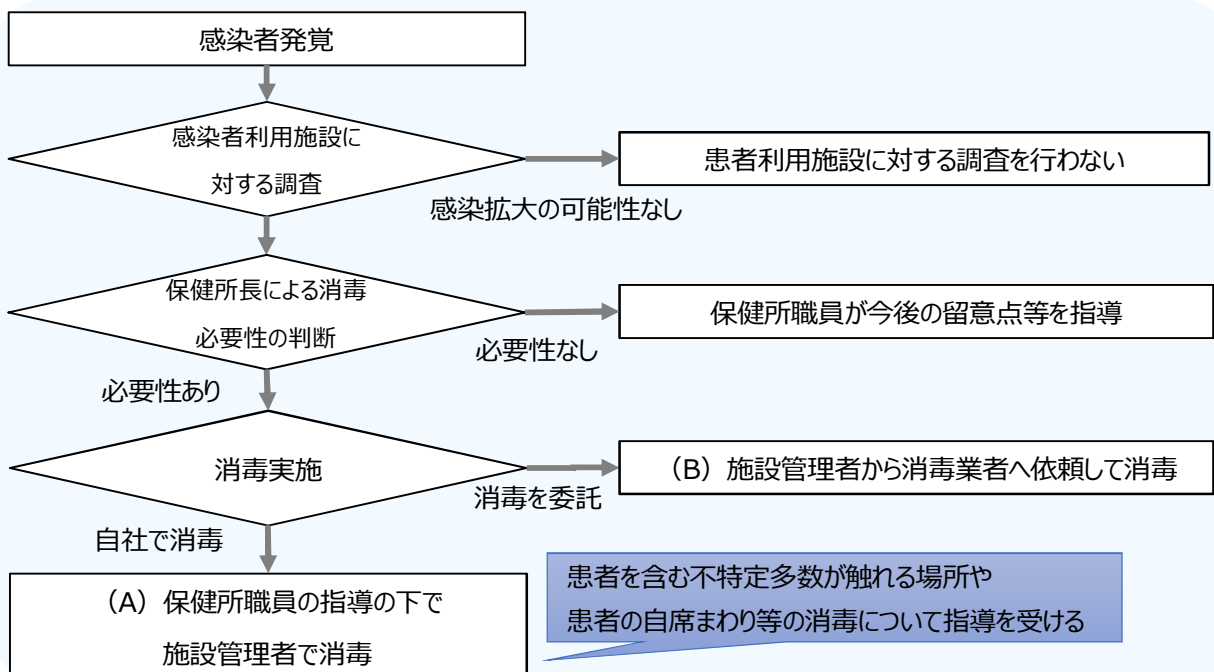 感染者発覚
感染者利用施設に
対する調査
患者利用施設に対する調査を行わない
感染拡大の可能性なし
保健所長による消毒
必要性の判断
保健所職員が今後の留意点等を指導
必要性なし
必要性あり
消毒実施
(B)施設管理者から消毒業者へ依頼して消毒
消毒を委託
自社で消毒
(A)保健所職員の指導の下で
施設管理者で消毒
患者を含む不特定多数が触れる場所や
患者の自席まわり等の消毒について指導を受ける